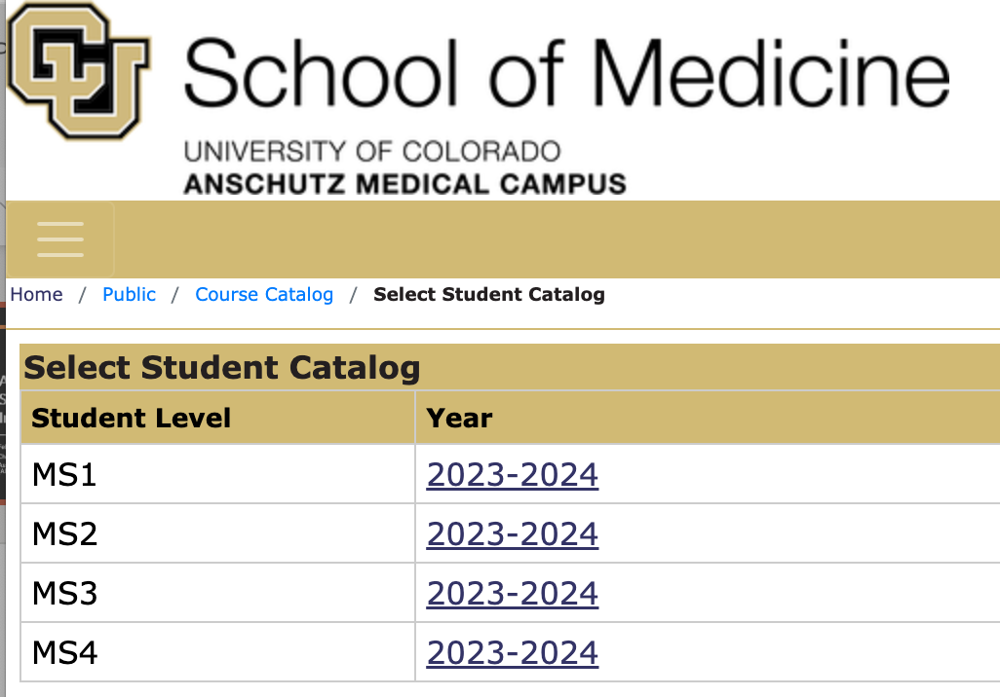 CU
School of Medicine
UNIVERSITY OF COLORADO
ANSCHUTZ MEDICAL CAMPUS
Home / Public / Course Catalog / Select Student Catalog
Select Student Catalog
Student Level Year
MS1 2023-2024
MS2 2023-2024
MS3 2023-2024
MS4 2023-2024